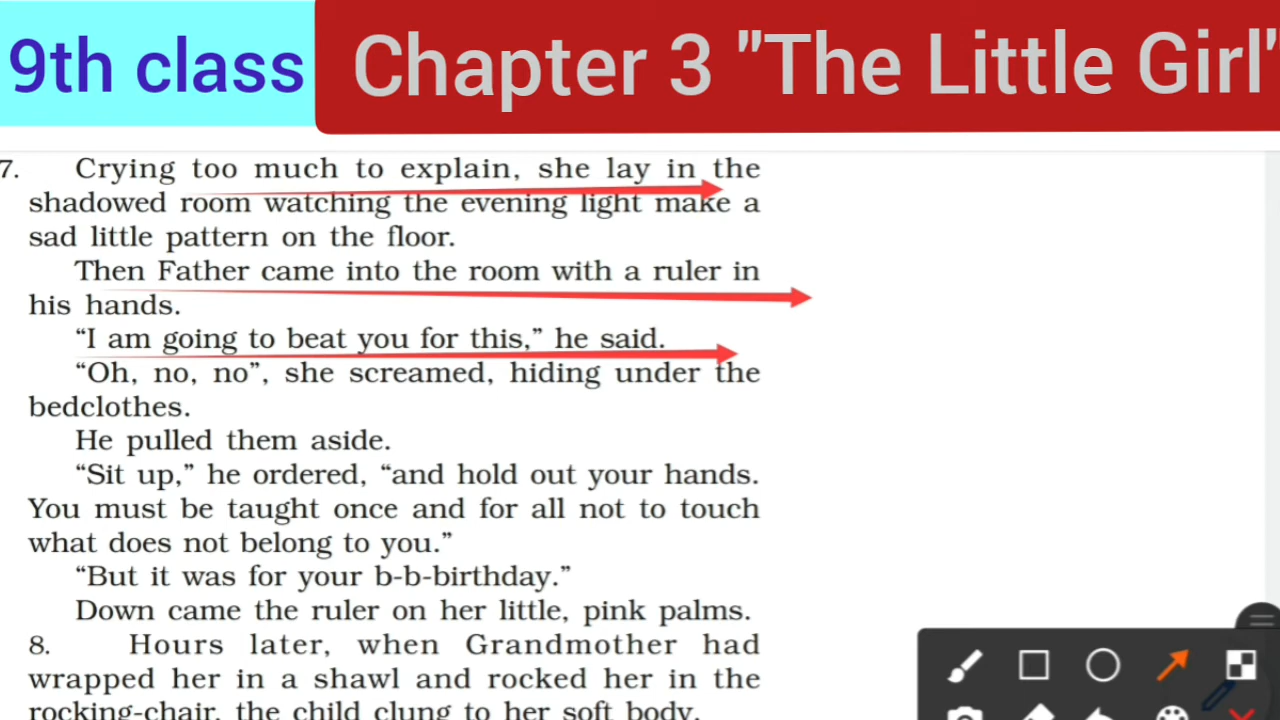 9th class
Chapter 3 "The Little Girl"
7. Crying too much to explain, she lay in the
shadowed room watching the evening light make a
sad little pattern on the floor.
Then Father came into the room with a ruler in
his hands.
“I am going to beat you for this,” he said.
“Oh, no, no”, she screamed, hiding under the
bedclothes.
He pulled them aside.
“Sit up,” he ordered, “and hold out your hands.
You must be taught once and for all not to touch
what does not belong to you.”
“But it was for your b-b-birthday.”
Down came the ruler on her little, pink palms.
8. Hours later, when Grandmother had
wrapped her in a shawl and rocked her in the
rocking-chair, the child clung to her soft body.